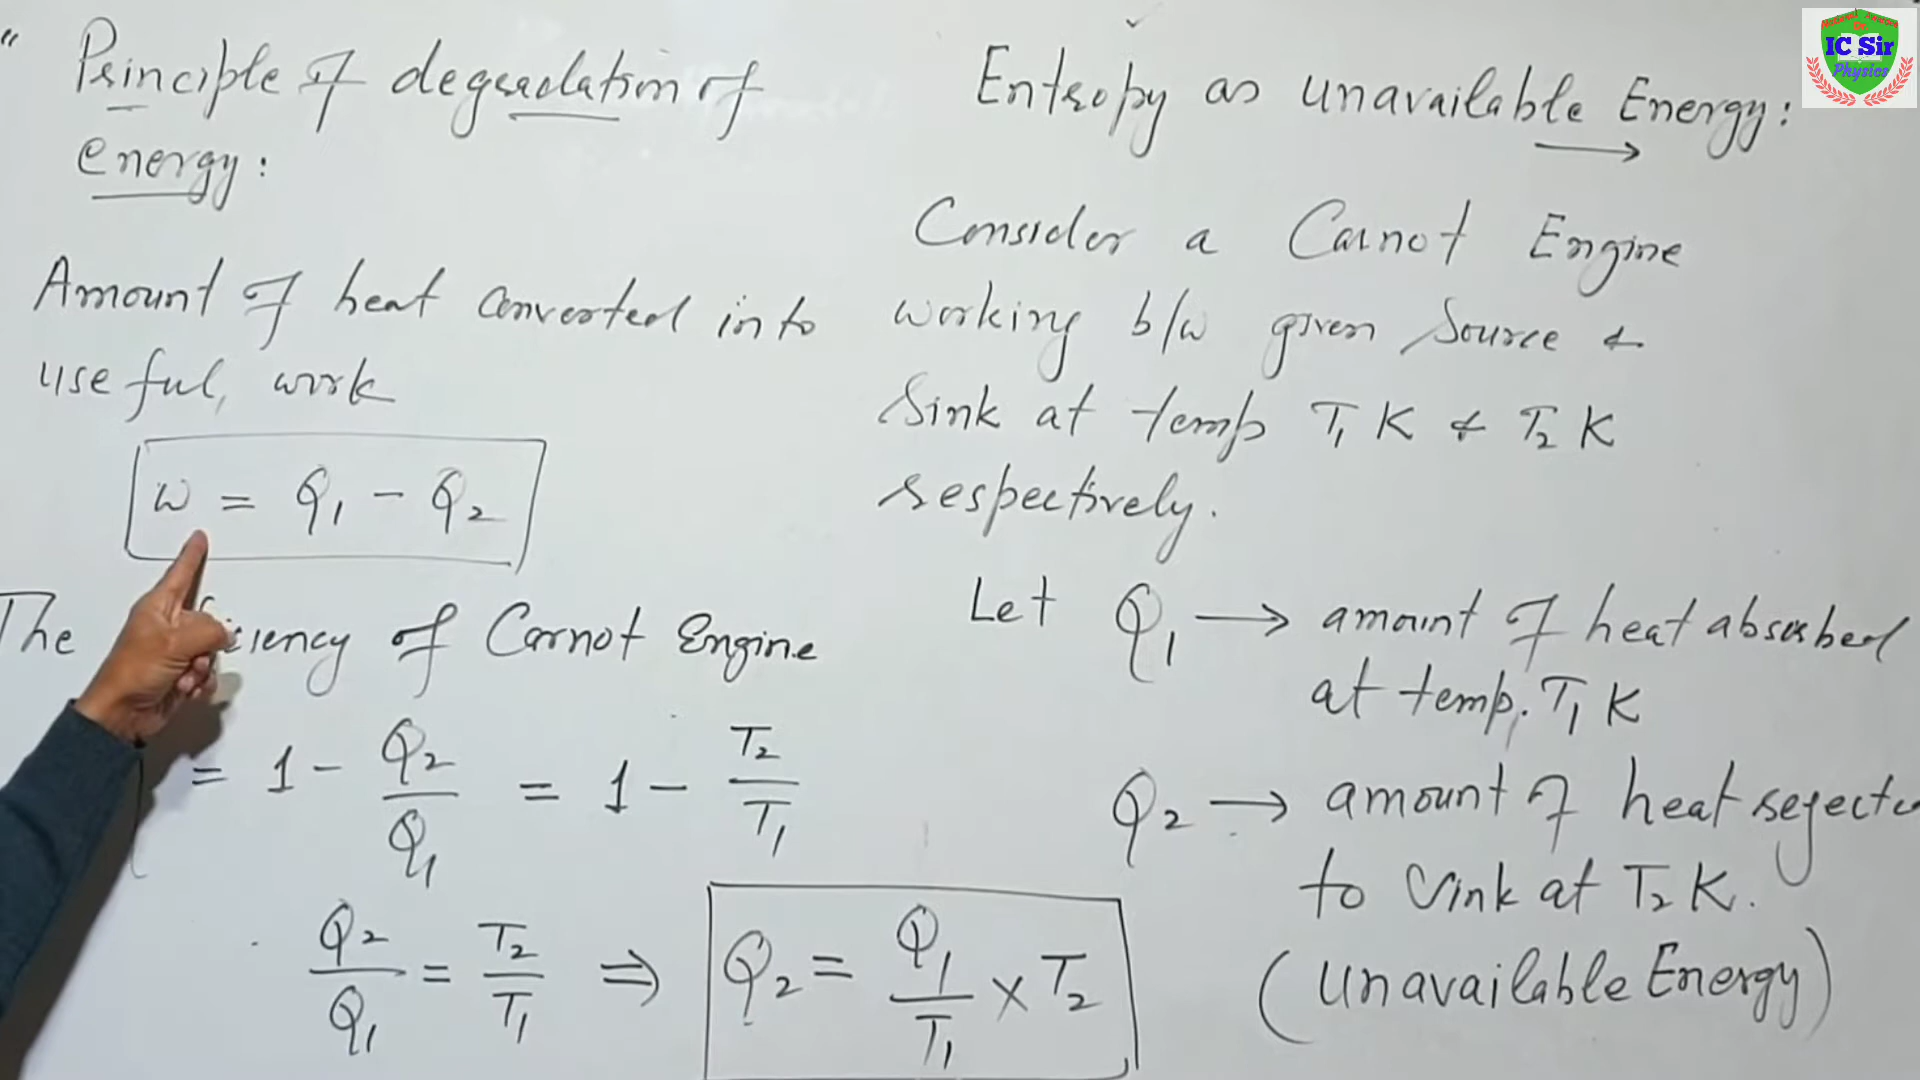 " Principle of degradation of
energy:
Amount of heat converted into
useful, work
W = Q₁ - Q₂
The ciency of Carnot Engine
= 1 - Q₂/Q₁ = 1 - T₂/T₁
Q₂/Q₁ = T₂/T₁ ⇒ Q₂ = Q₁/T₁ × T₂
Entropy as unavailable Energy:
Consider a Carnot Engine
working b/w given source &
sink at temp T₁ K & T₂ K
respectively.
Let Q₁ → amount of heat absorbed
at temp. T₁ K
Q₂ → amount of heat rejecte
to sink at T₂ K.
(unavailable Energy)
IC Sir
Physics